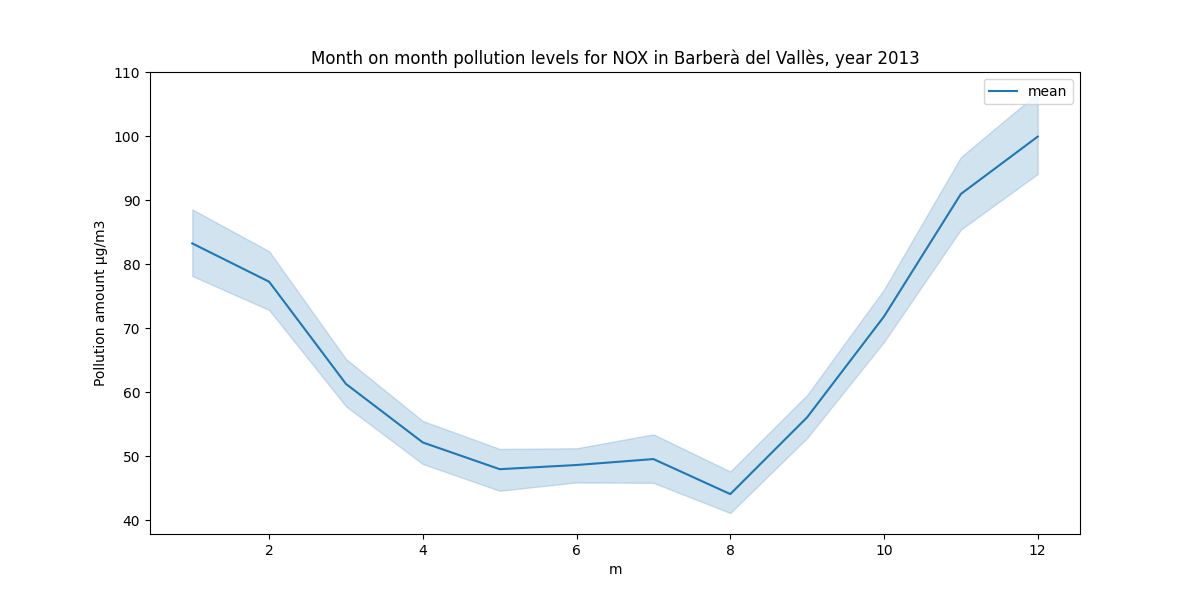 Month on month pollution levels for NOX in Barberà del Vallès, year 2013
mean
Pollution amount µg/m3
110
100
90
80
70
60
50
40
2 4 6 8 10 12
m